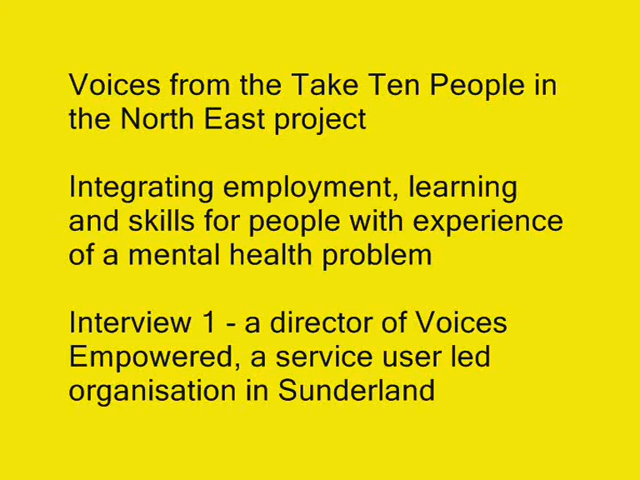 Voices from the Take Ten People in
the North East project
Integrating employment, learning
and skills for people with experience
of a mental health problem
Interview 1 - a director of Voices
Empowered, a service user led
organisation in Sunderland